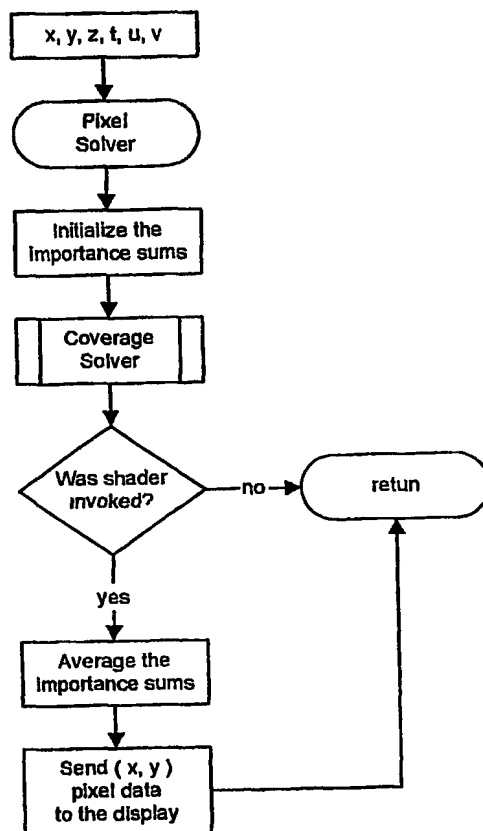 x, y, z, t, u, v
Pixel
Solver
Initialize the
importance sums
Coverage
Solver
Was shader
invoked?
no
retun
yes
Average the
importance sums
Send ( x, y )
pixel data
to the display